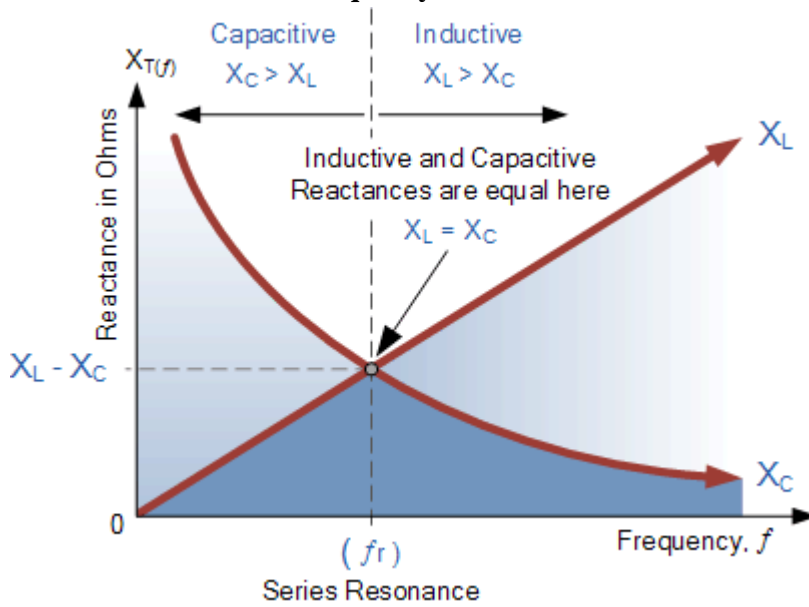 Capacitive
X_C > X_L
Inductive
X_L > X_C
X_T(f)
Reactance in Ohms
Inductive and Capacitive
Reactances are equal here
X_L = X_C
X_L
X_L - X_C
X_C
0
Frequency, f
( fr )
Series Resonance